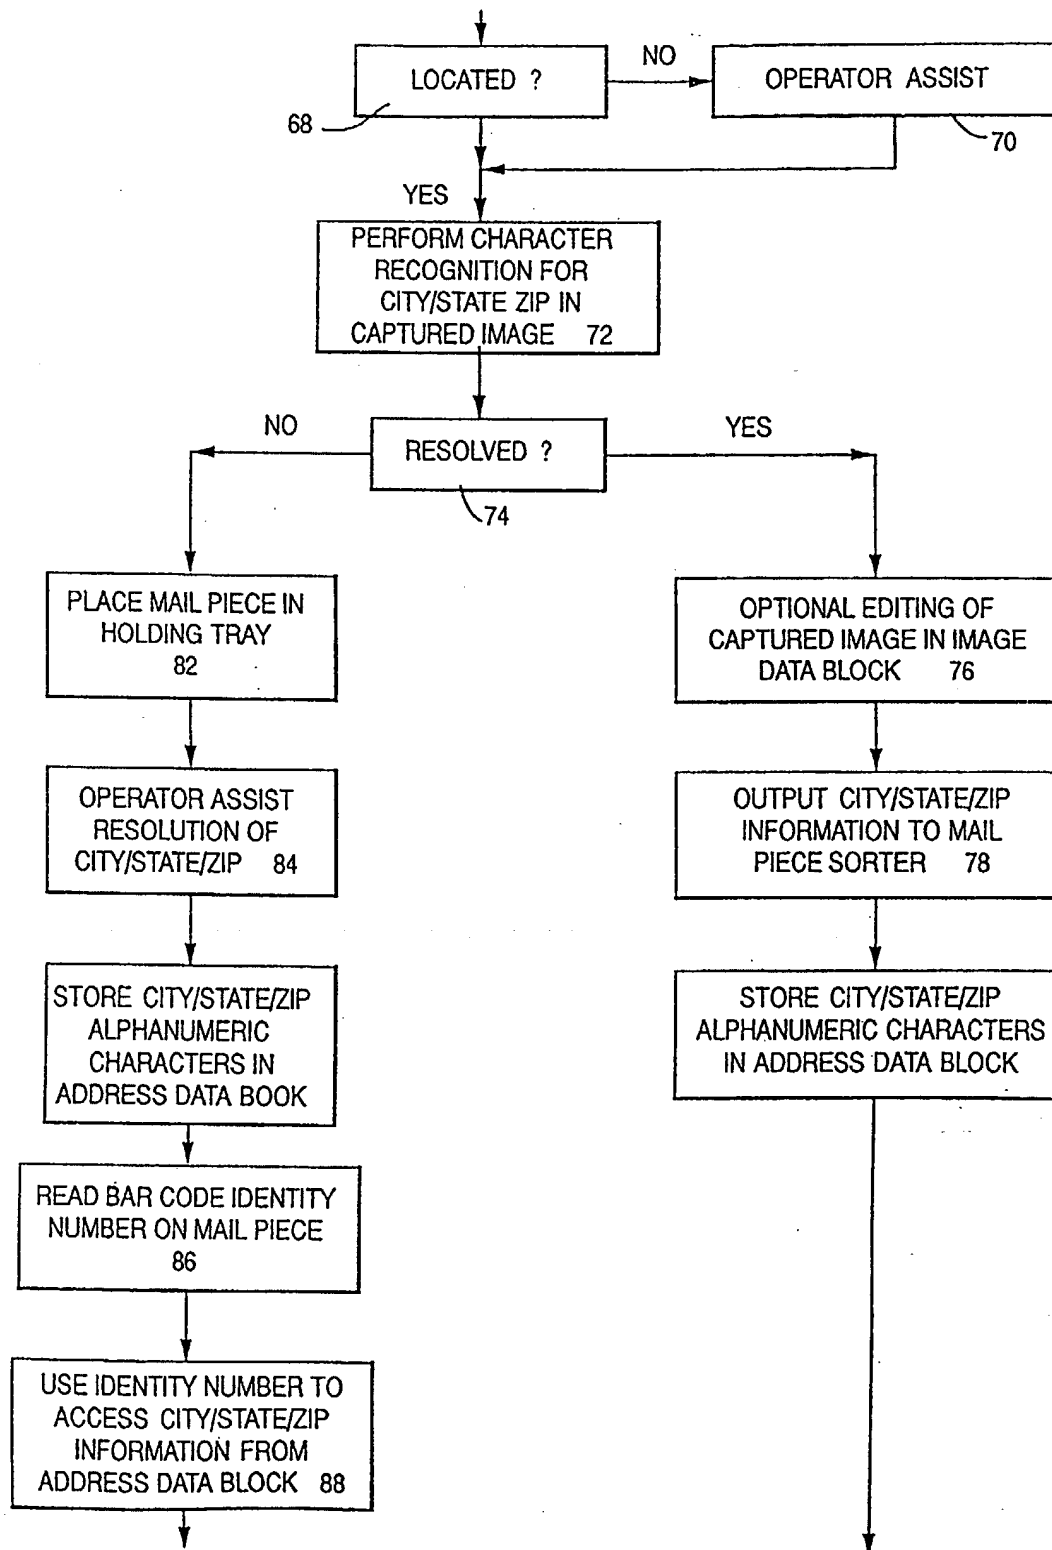 LOCATED ?
68
NO
OPERATOR ASSIST
70
YES
PERFORM CHARACTER
RECOGNITION FOR
CITY/STATE ZIP IN
CAPTURED IMAGE 72
RESOLVED ?
74
NO
YES
PLACE MAIL PIECE IN
HOLDING TRAY
82
OPERATOR ASSIST
RESOLUTION OF
CITY/STATE/ZIP 84
STORE CITY/STATE/ZIP
ALPHANUMERIC
CHARACTERS IN
ADDRESS DATA BOOK
READ BAR CODE IDENTITY
NUMBER ON MAIL PIECE
86
USE IDENTITY NUMBER TO
ACCESS CITY/STATE/ZIP
INFORMATION FROM
ADDRESS DATA BLOCK 88
OPTIONAL EDITING OF
CAPTURED IMAGE IN IMAGE
DATA BLOCK 76
OUTPUT CITY/STATE/ZIP
INFORMATION TO MAIL
PIECE SORTER 78
STORE CITY/STATE/ZIP
ALPHANUMERIC CHARACTERS
IN ADDRESS DATA BLOCK